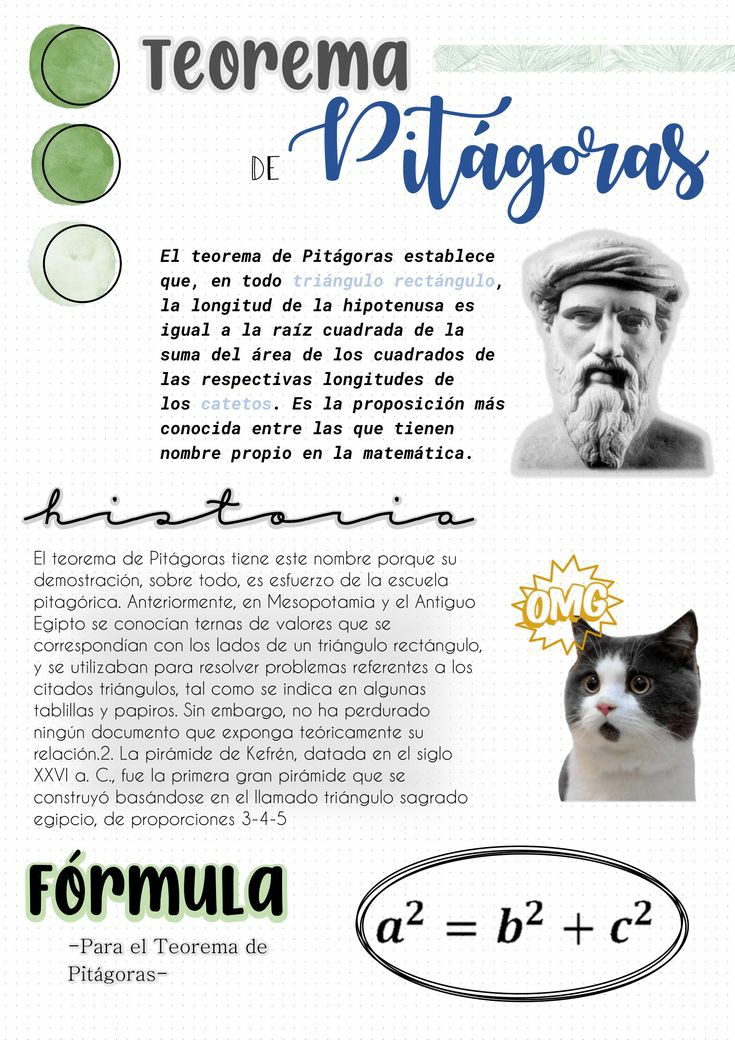 Teorema
DE Pitágoras
El teorema de Pitágoras establece
que, en todo triángulo rectángulo,
la longitud de la hipotenusa es
igual a la raíz cuadrada de la
suma del área de los cuadrados de
las respectivas longitudes de
los catetos. Es la proposición más
conocida entre las que tienen
nombre propio en la matemática.
historia
El teorema de Pitágoras tiene este nombre porque su
demostración, sobre todo, es esfuerzo de la escuela
pitagórica. Anteriormente, en Mesopotamia y el Antiguo
Egipto se conocían ternas de valores que se
correspondían con los lados de un triángulo rectángulo,
y se utilizaban para resolver problemas referentes a los
citados triángulos, tal como se indica en algunas
tablillas y papiros. Sin embargo, no ha perdurado
ningún documento que exponga teóricamente su
relación.2. La pirámide de Kefrén, datada en el siglo
XXVI a. C., fue la primera gran pirámide que se
construyó basándose en el llamado triángulo sagrado
egipcio, de proporciones 3-4-5
OMG
FÓrmuLa
-Para el Teorema de
Pitágoras-
a² = b² + c²